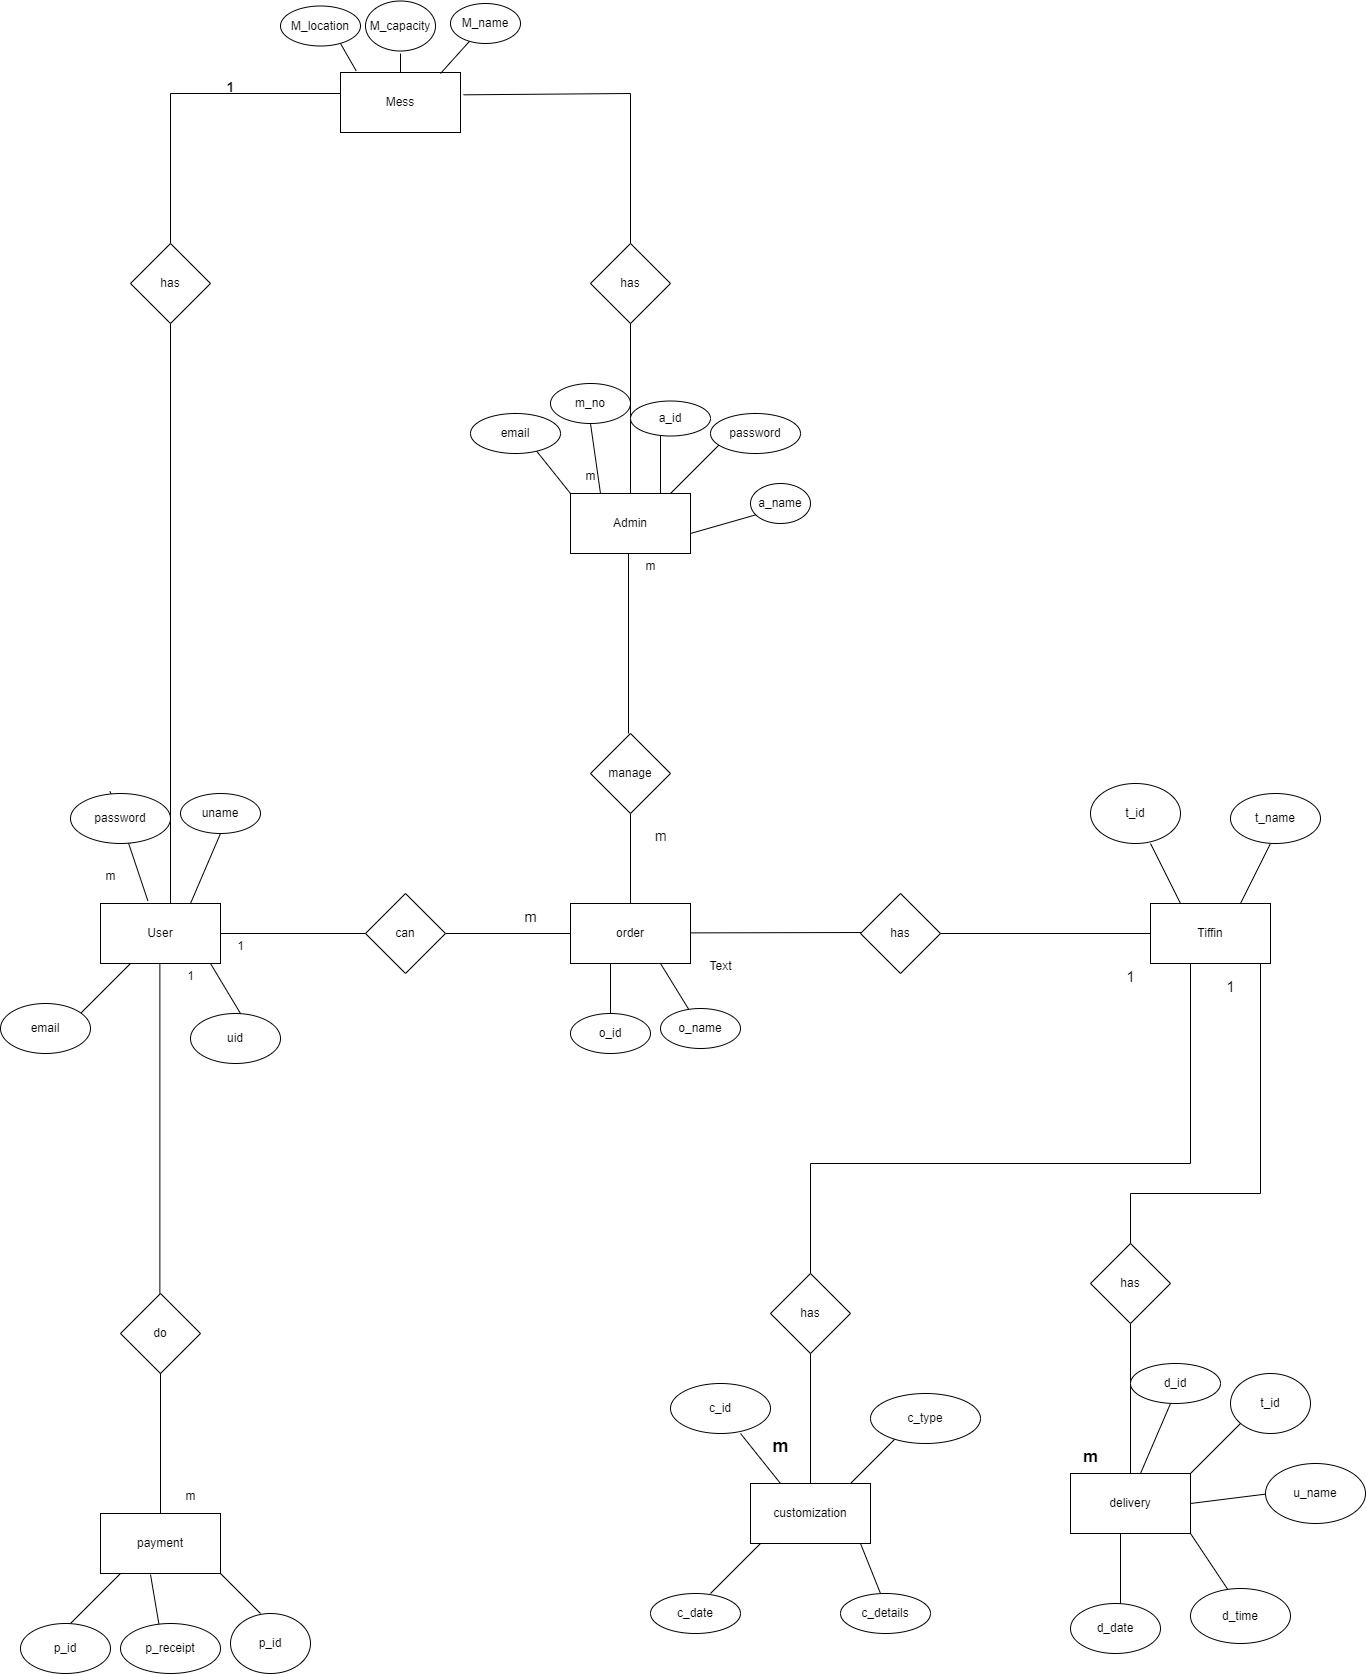 M_location
M_capacity
M_name
1
Mess
has
has
m_no
a_id
email
password
m
a_name
Admin
m
manage
password
uname
m
t_id
t_name
m
m
User
can
order
has
Tiffin
1
Text
1
1
1
email
uid
o_id
o_name
has
has
do
d_id
c_id
c_type
t_id
m
m
m
u_name
delivery
customization
payment
c_date
c_details
d_date
d_time
p_id
p_receipt
p_id